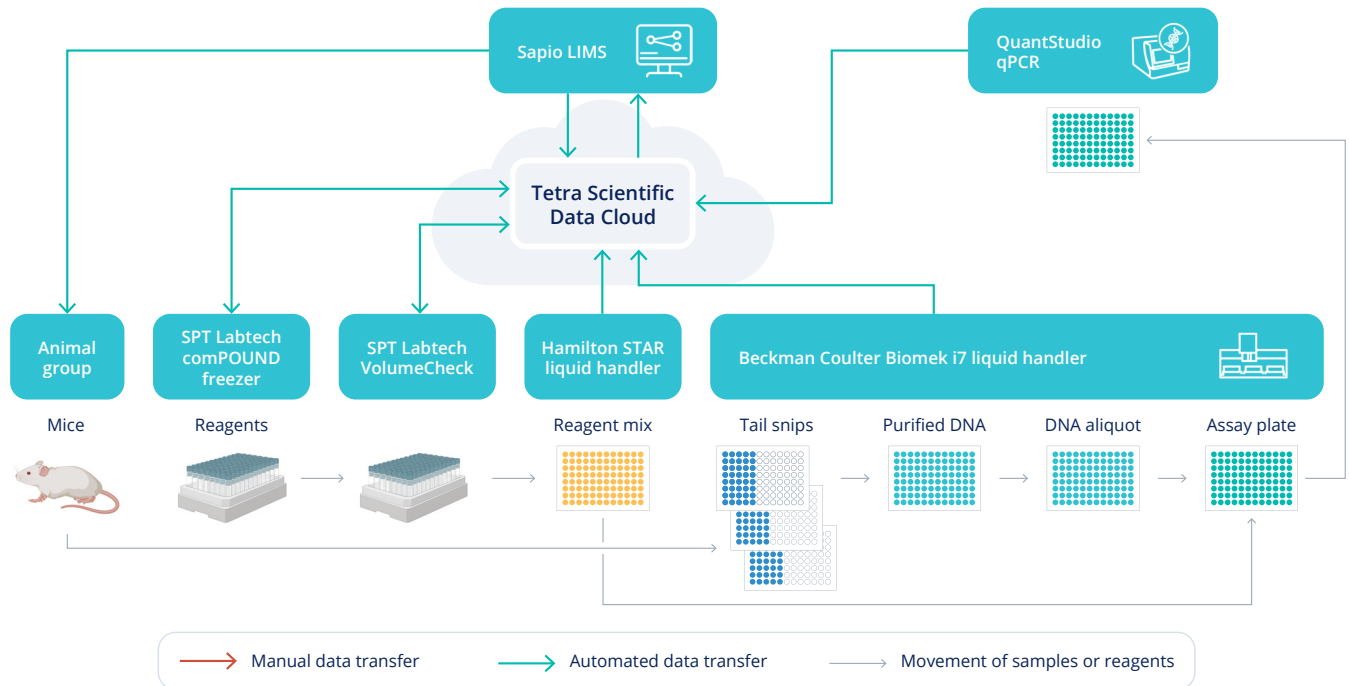 Sapio LIMS
QuantStudio
qPCR
Tetra Scientific
Data Cloud
Animal
group
SPT Labtech
comPOUND
freezer
SPT Labtech
VolumeCheck
Hamilton STAR
liquid handler
Beckman Coulter Biomek i7 liquid handler
Mice
Reagents
Reagent mix
Tail snips
Purified DNA
DNA aliquot
Assay plate
Manual data transfer
Automated data transfer
Movement of samples or reagents